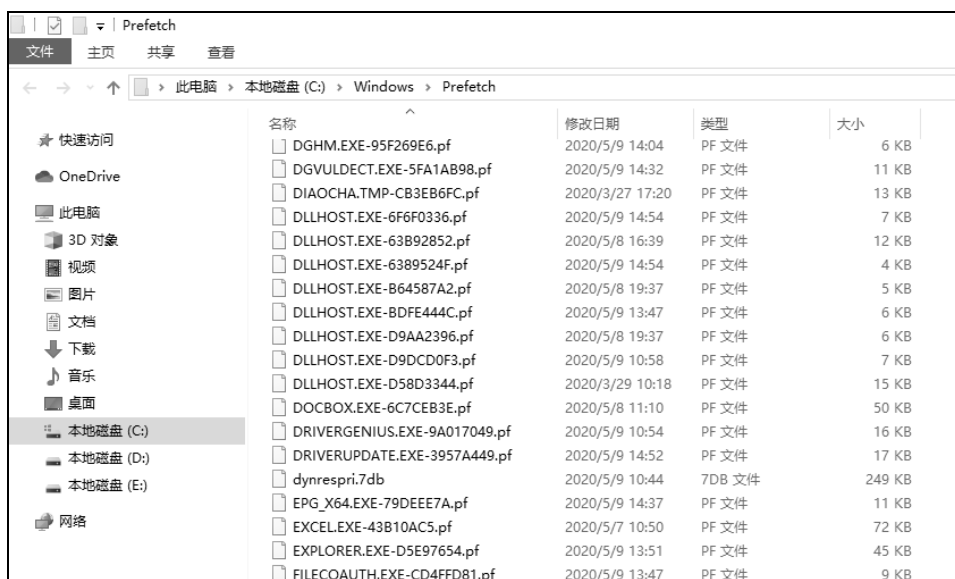 Prefetch
文件 主页 共享 查看
此电脑 › 本地磁盘 (C:) › Windows › Prefetch
快速访问
OneDrive
此电脑
3D 对象
视频
图片
文档
下载
音乐
桌面
本地磁盘 (C:)
本地磁盘 (D:)
本地磁盘 (E:)
网络
名称 修改日期 类型 大小
DGHM.EXE-95F269E6.pf 2020/5/9 14:04 PF 文件 6 KB
DGVULDECT.EXE-5FA1AB98.pf 2020/5/9 14:32 PF 文件 11 KB
DIAOCHA.TMP-CB3EB6FC.pf 2020/3/27 17:20 PF 文件 13 KB
DLLHOST.EXE-6F6F0336.pf 2020/5/9 14:54 PF 文件 7 KB
DLLHOST.EXE-63B92852.pf 2020/5/8 16:39 PF 文件 12 KB
DLLHOST.EXE-6389524F.pf 2020/5/9 14:54 PF 文件 4 KB
DLLHOST.EXE-B64587A2.pf 2020/5/8 19:37 PF 文件 5 KB
DLLHOST.EXE-BDFE444C.pf 2020/5/9 13:47 PF 文件 6 KB
DLLHOST.EXE-D9AA2396.pf 2020/5/8 19:37 PF 文件 6 KB
DLLHOST.EXE-D9DCD0F3.pf 2020/5/9 10:58 PF 文件 7 KB
DLLHOST.EXE-D58D3344.pf 2020/3/29 10:18 PF 文件 15 KB
DOCBOX.EXE-6C7CEB3E.pf 2020/5/8 11:10 PF 文件 50 KB
DRIVERGENIUS.EXE-9A017049.pf 2020/5/9 10:54 PF 文件 16 KB
DRIVERUPDATE.EXE-3957A449.pf 2020/5/9 14:52 PF 文件 17 KB
dynrespri.7db 2020/5/9 10:44 7DB 文件 249 KB
EPG_X64.EXE-79DEEE7A.pf 2020/5/9 14:37 PF 文件 11 KB
EXCEL.EXE-43B10AC5.pf 2020/5/7 10:50 PF 文件 72 KB
EXPLORER.EXE-D5E97654.pf 2020/5/9 13:51 PF 文件 45 KB
FILECOAUTH.EXE-CD4FFD81.pf 2020/5/9 13:47 PF 文件 9 KB